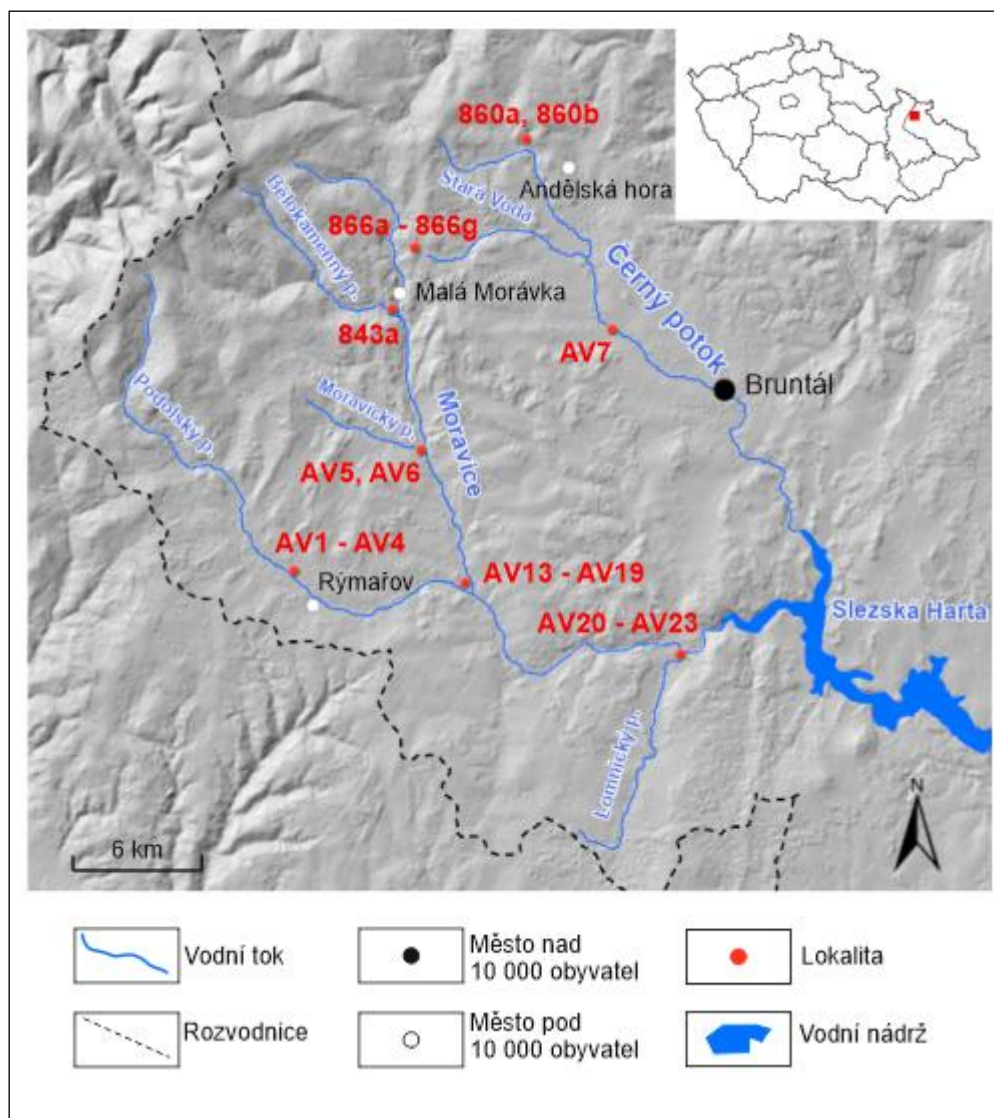 860a, 860b
Andělská hora
Stará Voda
Bělokamenný p.
866a - 866g
Malá Morávka
Černý potok
843a
AV7
Bruntál
Podolský p.
Moravický p.
Moravice
AV5, AV6
AV1 - AV4
Rýmařov
AV13 - AV19
AV20 - AV23
Slezská Harta
Lomnický p.
N
6 km
Vodní tok
Město nad
10 000 obyvatel
Lokalita
Rozvodnice
Město pod
10 000 obyvatel
Vodní nádrž